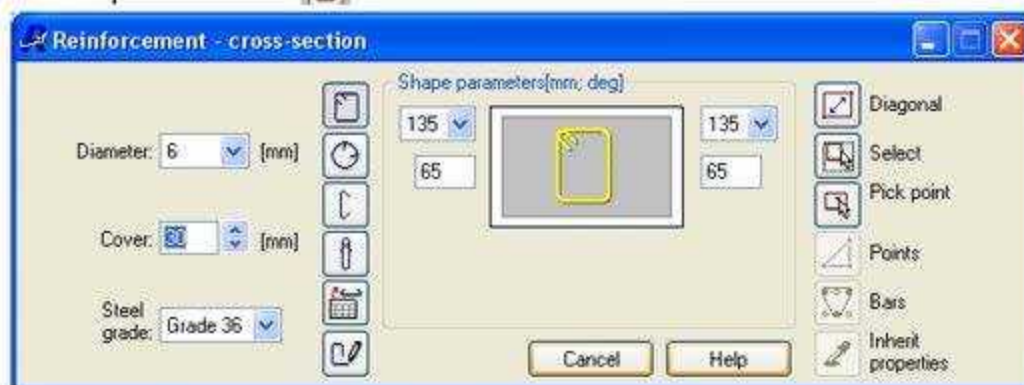 Reinforcement - cross-section
Shape parameters[mm; deg]
135
135
65
65
Diameter: 6 [mm]
Cover: 30 [mm]
Steel
grade: Grade 36
Diagonal
Select
Pick point
Points
Bars
Inherit
properties
Cancel
Help